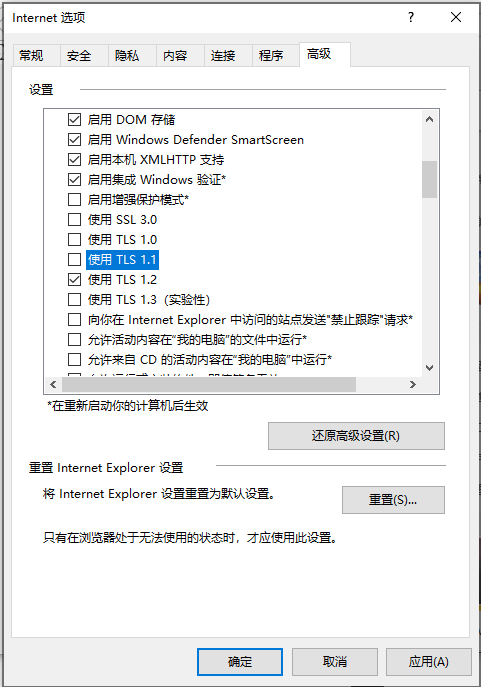 Internet 选项
?
常规 安全 隐私 内容 连接 程序 高级
设置
启用 DOM 存储
启用 Windows Defender SmartScreen
启用本机 XMLHTTP 支持
启用集成 Windows 验证*
启用增强保护模式*
使用 SSL 3.0
使用 TLS 1.0
使用 TLS 1.1
使用 TLS 1.2
使用 TLS 1.3（实验性）
向你在 Internet Explorer 中访问的站点发送"禁止跟踪"请求*
允许活动内容在"我的电脑"的文件中运行*
允许来自 CD 的活动内容在"我的电脑"中运行*
*在重新启动你的计算机后生效
还原高级设置(R)
重置 Internet Explorer 设置
将 Internet Explorer 设置重置为默认设置。
重置(S)...
只有在浏览器处于无法使用的状态时，才应使用此设置。
确定 取消 应用(A)